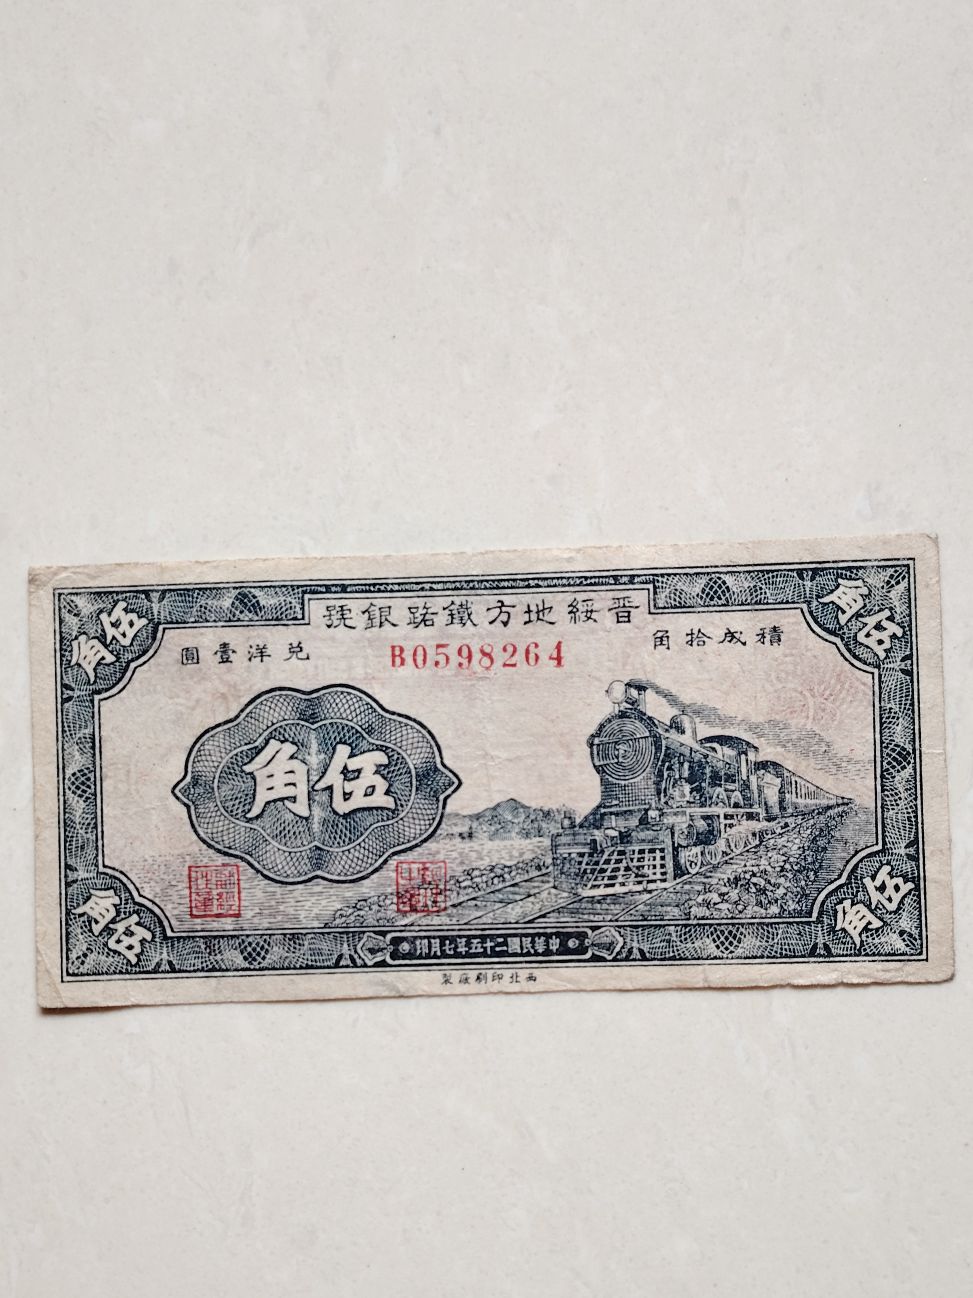 晋綏地方鐵路銀號
伍角
伍角
積成拾角
B0598264
兌洋壹圓
伍角
伍角
伍角
中華民國二十五年七月印
西北印刷廠製